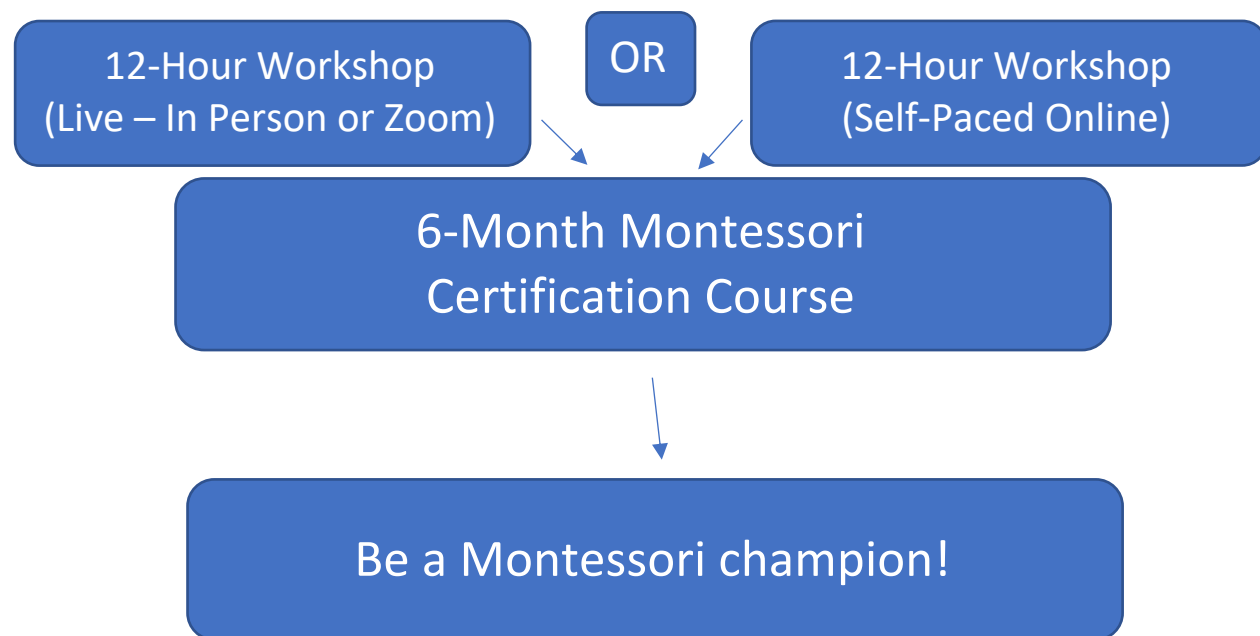 12-Hour Workshop
(Live – In Person or Zoom)
OR
12-Hour Workshop
(Self-Paced Online)
6-Month Montessori
Certification Course
Be a Montessori champion!